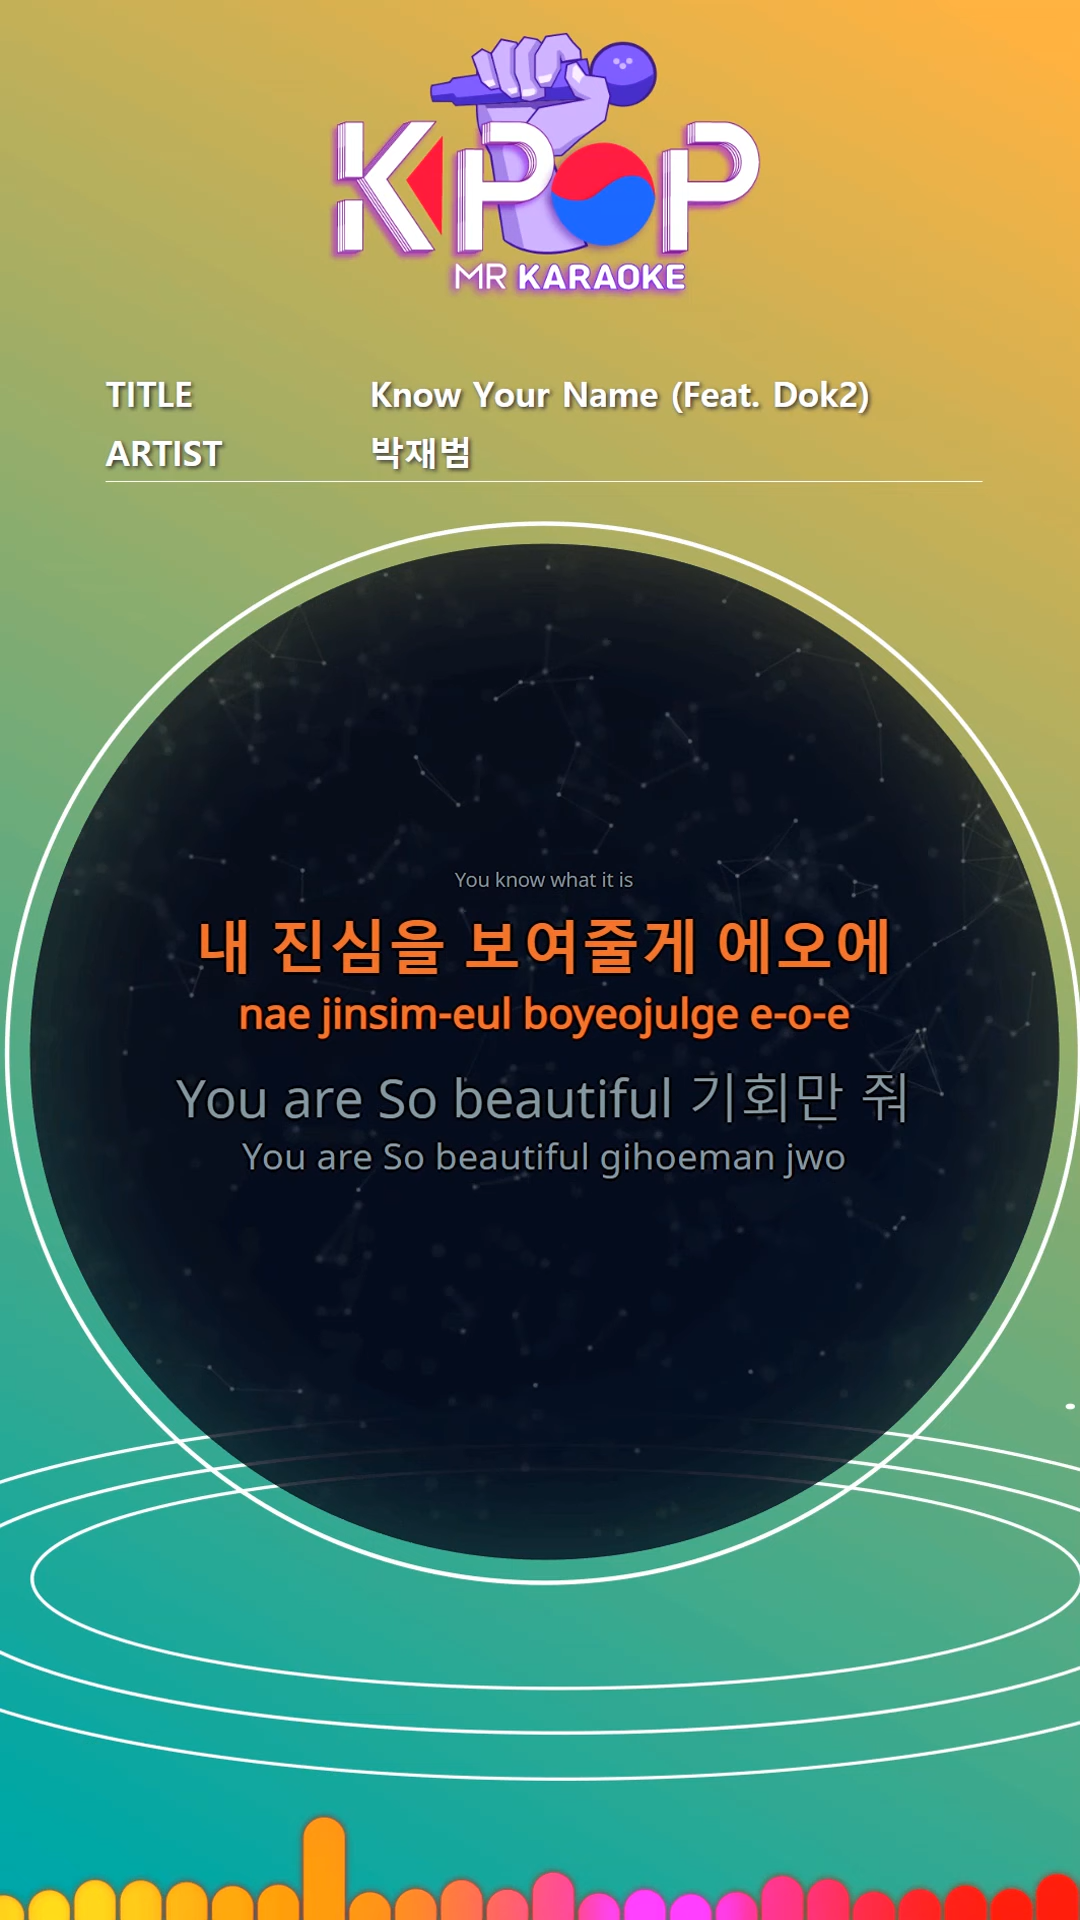 KPOP
MR KARAOKE
TITLE Know Your Name (Feat. Dok2)
ARTIST 박재범
You know what it is
내 진심을 보여줄게 에오에
nae jinsim-eul boyeojulge e-o-e
You are So beautiful 기회만 줘
You are So beautiful gihoeman jwo